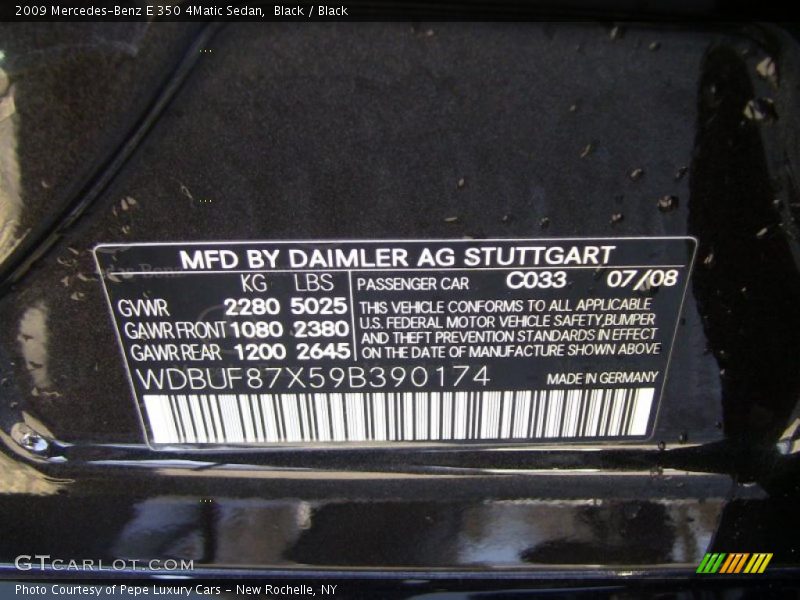 2009 Mercedes-Benz E 350 4Matic Sedan,  Black / Black
MFD BY DAIMLER AG STUTTGART
KG LBS
GVWR 2280 5025
GAWR FRONT 1080 2380
GAWR REAR 1200 2645
PASSENGER CAR C033 07/08
THIS VEHICLE CONFORMS TO ALL APPLICABLE
U.S. FEDERAL MOTOR VEHICLE SAFETY,BUMPER
AND THEFT PREVENTION STANDARDS IN EFFECT
ON THE DATE OF MANUFACTURE SHOWN ABOVE
WDBUF87X59B390174 MADE IN GERMANY
GTCARLOT.COM
Photo Courtesy of Pepe Luxury Cars - New Rochelle, NY